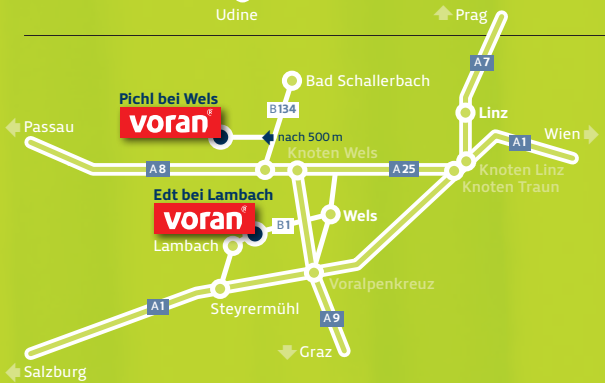 Udine
Prag
A7
Bad Schallerbach
Pichl bei Wels
voran®
B134
Linz
Passau
nach 500 m
Wien
A1
Knoten Wels
A8
A25
Knoten Linz
Knoten Traun
Edt bei Lambach
voran®
B1
Wels
Lambach
Voralpenkreuz
A1
Steyrermühl
A9
Graz
Salzburg